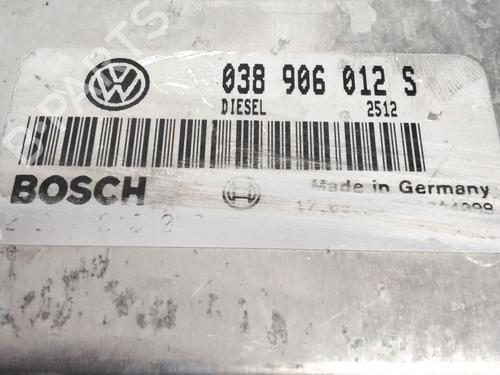 038 906 012 S
DIESEL 2512
BOSCH Made in Germany